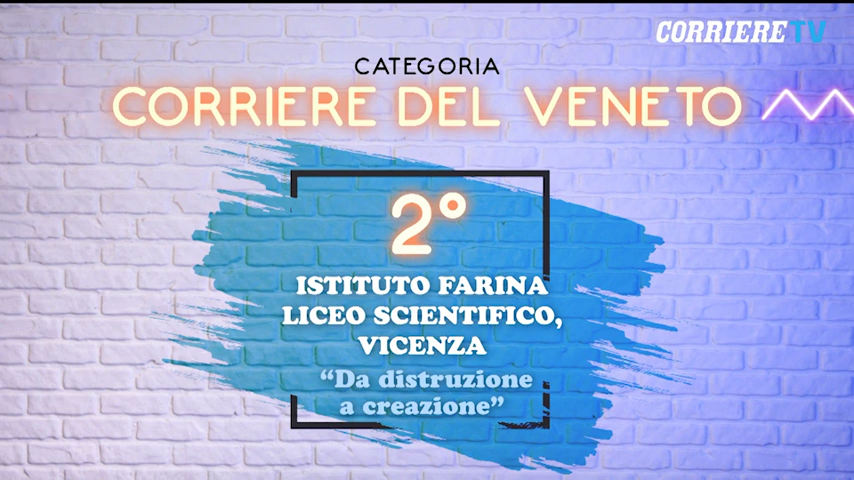 CORRIERETV
CATEGORIA
CORRIERE DEL VENETO
2°
ISTITUTO FARINA
LICEO SCIENTIFICO,
VICENZA
“Da distruzione
a creazione”